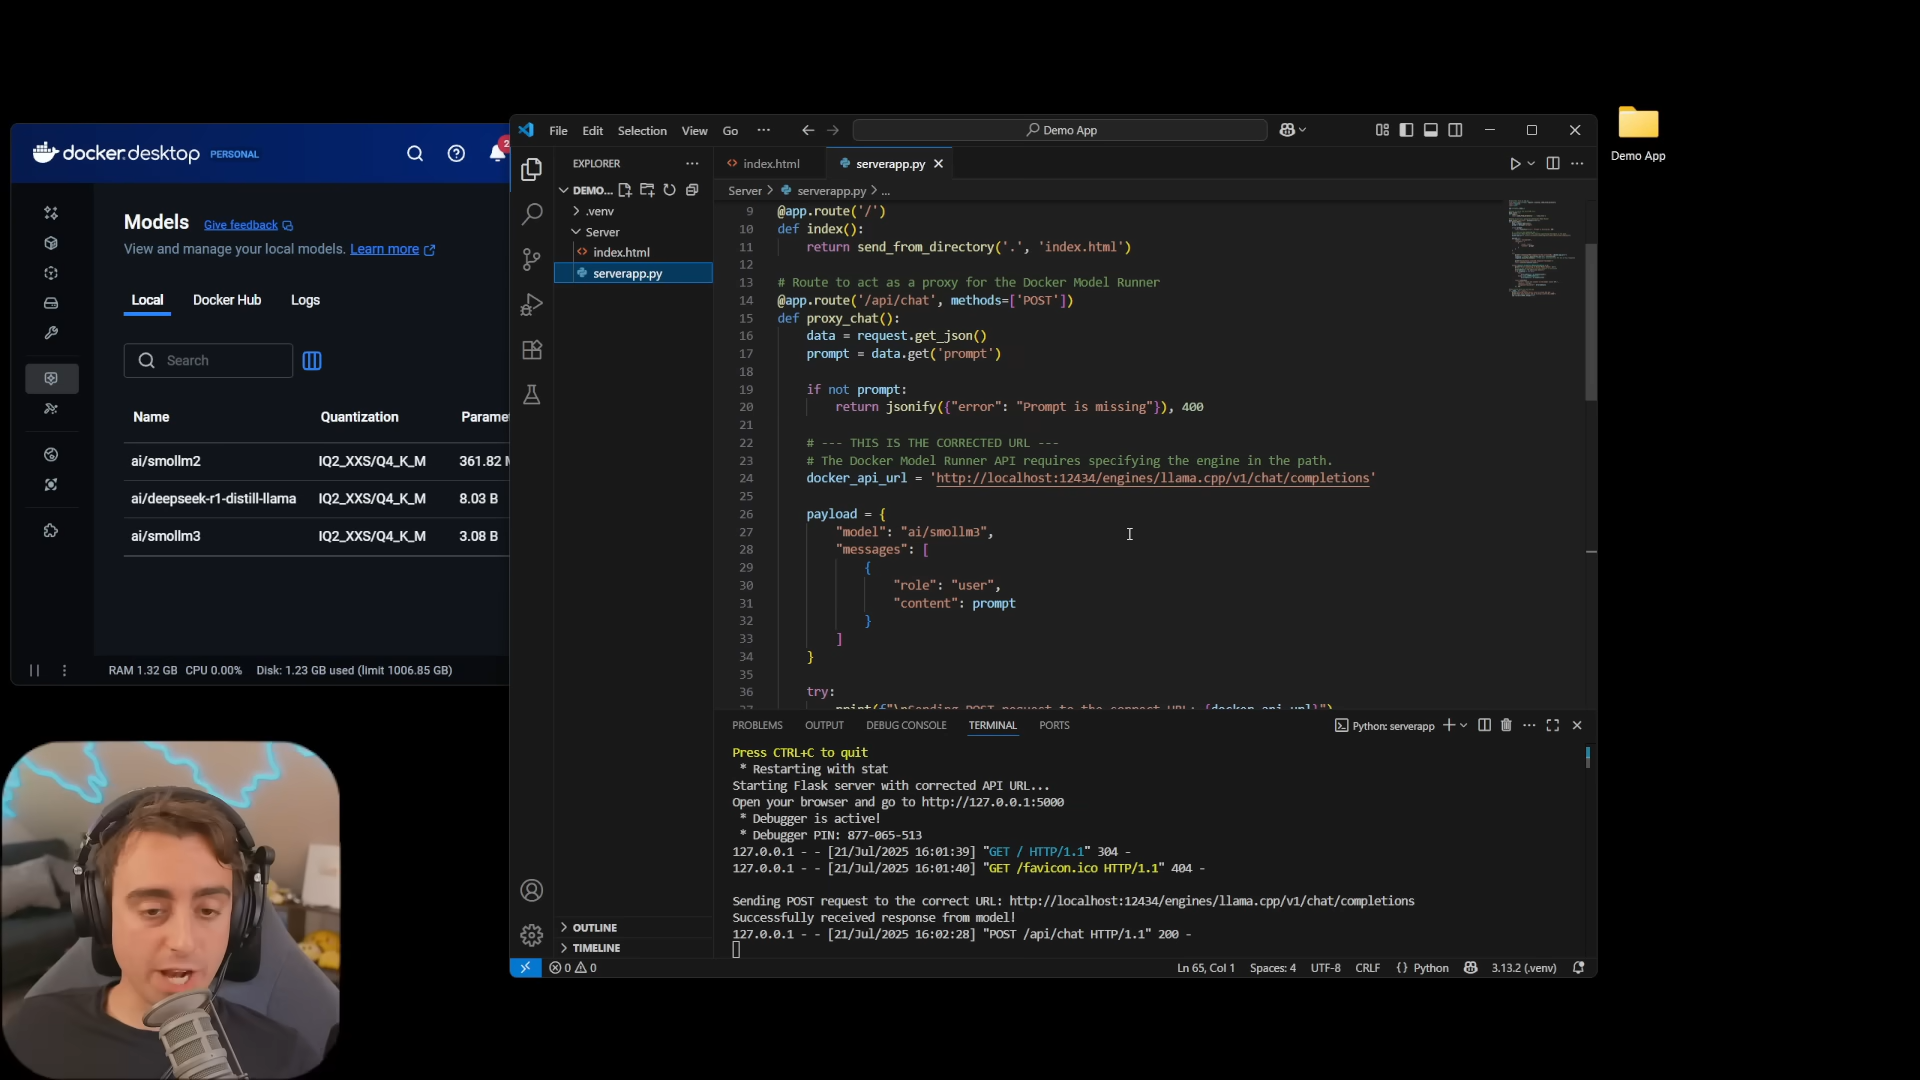 docker.desktop PERSONAL
2
Models Give feedback
View and manage your local models. Learn more
Local Docker Hub Logs
Search
Name Quantization
ai/smollm2 IQ2_XXS/Q4_K_M 361.82
ai/deepseek-r1-distill-llama IQ2_XXS/Q4_K_M 8.03 B
ai/smollm3 IQ2_XXS/Q4_K_M 3.08 B
RAM 1.32 GB CPU 0.00% Disk: 1.23 GB used (limit 1006.85 GB)
File Edit Selection View Go ··· Demo App
EXPLORER ···
DEMO...
.venv
Server
index.html
serverapp.py
OUTLINE
TIMELINE
index.html serverapp.py
Server > serverapp.py > ...
9 @app.route('/')
10 def index():
11 return send_from_directory('.', 'index.html')
12
13 # Route to act as a proxy for the Docker Model Runner
14 @app.route('/api/chat', methods=['POST'])
15 def proxy_chat():
16 data = request.get_json()
17 prompt = data.get('prompt')
18
19 if not prompt:
20 return jsonify({"error": "Prompt is missing"}), 400
21
22 # --- THIS IS THE CORRECTED URL ---
23 # The Docker Model Runner API requires specifying the engine in the path.
24 docker_api_url = 'http://localhost:12434/engines/llama.cpp/v1/chat/completions'
25
26 payload = {
27 "model": "ai/smollm3",
28 "messages": [
29 {
30 "role": "user",
31 "content": prompt
32 }
33 ]
34 }
35
36 try:
37 print(f"\nSending POST request to the correct URL: {docker_api_url}")
PROBLEMS OUTPUT DEBUG CONSOLE TERMINAL PORTS Python: serverapp
Press CTRL+C to quit
* Restarting with stat
Starting Flask server with corrected API URL...
Open your browser and go to http://127.0.0.1:5000
* Debugger is active!
* Debugger PIN: 877-065-513
127.0.0.1 - - [21/Jul/2025 16:01:39] "GET / HTTP/1.1" 304 -
127.0.0.1 - - [21/Jul/2025 16:01:40] "GET /favicon.ico HTTP/1.1" 404 -
Sending POST request to the correct URL: http://localhost:12434/engines/llama.cpp/v1/chat/completions
Successfully received response from model!
127.0.0.1 - - [21/Jul/2025 16:02:28] "POST /api/chat HTTP/1.1" 200 -
0 0 Ln 65, Col 1 Spaces: 4 UTF-8 CRLF {} Python 3.13.2 (.venv)
Demo App